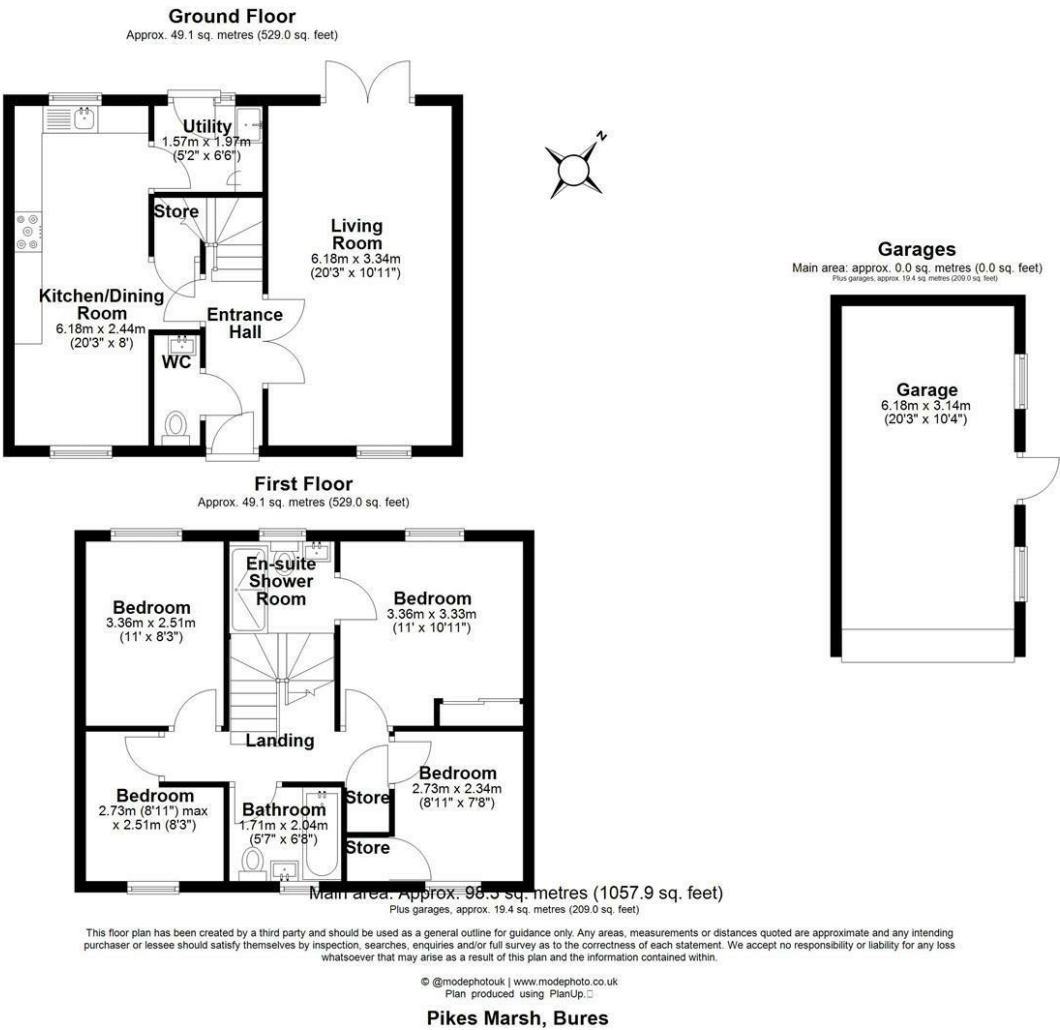 Ground Floor
Approx. 49.1 sq. metres (529.0 sq. feet)
Utility
1.57m x 1.97m
(5'2" x 6'6")
Store
Living
Room
6.18m x 3.34m
(20'3" x 10'11")
Kitchen/Dining
Room
6.18m x 2.44m
(20'3" x 8')
Entrance
Hall
WC
N
Garages
Main area: approx. 0.0 sq. metres (0.0 sq. feet)
Plus garages, approx. 19.4 sq. metres (209.0 sq. feet)
Garage
6.18m x 3.14m
(20'3" x 10'4")
First Floor
Approx. 49.1 sq. metres (529.0 sq. feet)
En-suite
Shower
Room
Bedroom
3.36m x 2.51m
(11' x 8'3")
Bedroom
3.36m x 3.33m
(11' x 10'11")
Landing
Bedroom
2.73m (8'11") max
x 2.51m (8'3")
Bathroom
1.71m x 2.04m
(5'7" x 6'8")
Store
Store
Bedroom
2.73m x 2.34m
(8'11" x 7'8")
Main area: Approx. 98.3 sq. metres (1057.9 sq. feet)
Plus garages, approx. 19.4 sq. metres (209.0 sq. feet)
This floor plan has been created by a third party and should be used as a general outline for guidance only. Any areas, measurements or distances quoted are approximate and any intending
purchaser or lessee should satisfy themselves by inspection, searches, enquiries and/or full survey as to the correctness of each statement. We accept no responsibility or liability for any loss
whatsoever that may arise as a result of this plan and the information contained within.
© @modephotouk | www.modephoto.co.uk
Plan produced using PlanUp.
Pikes Marsh, Bures